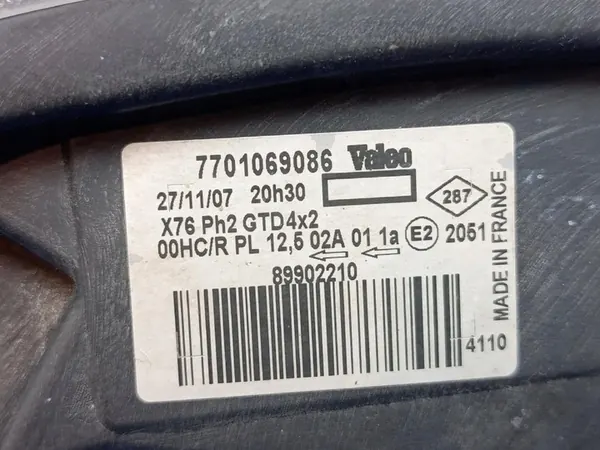 7701069086 Valeo
27/11/07 20h30
287
X76 Ph2 GTD4x2
00HC/R PL 12,5 02A 01 1a E2 2051
89902210
4110
MADE IN FRANCE